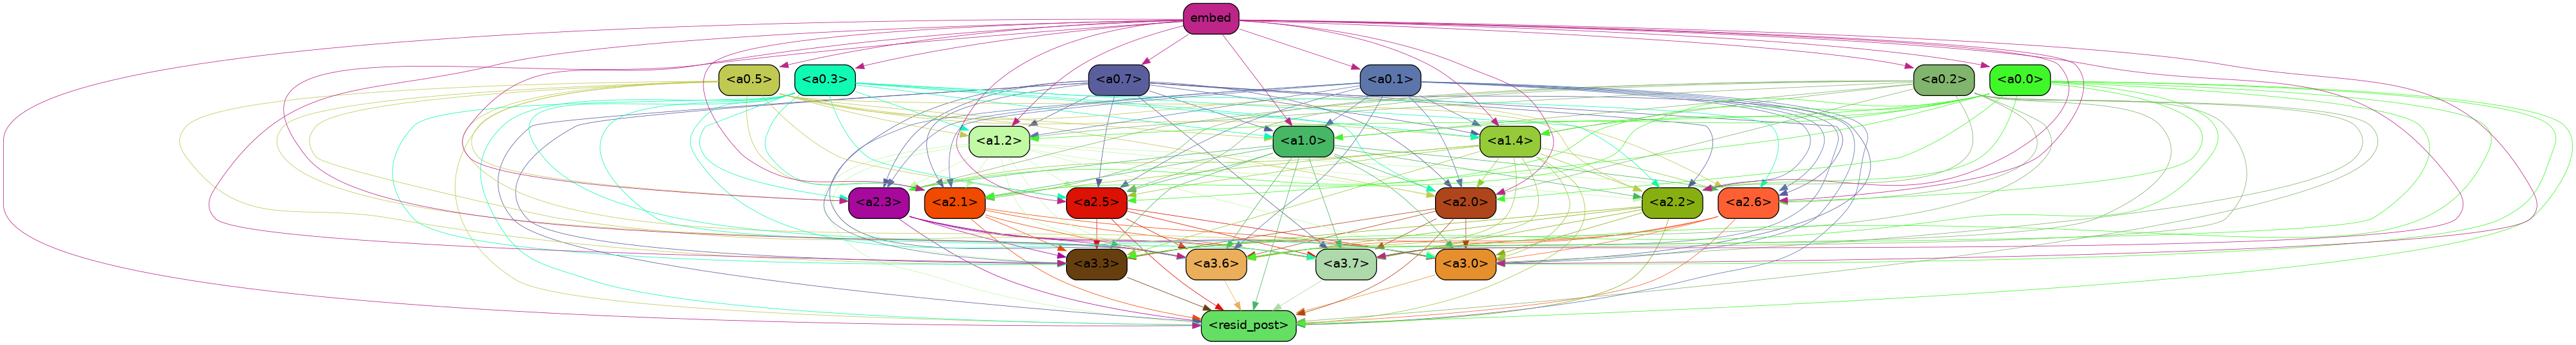 embed
<a0.5> <a0.3> <a0.7> <a0.1> <a0.2> <a0.0>
<a1.2> <a1.0> <a1.4>
<a2.3> <a2.1> <a2.5> <a2.0> <a2.2> <a2.6>
<a3.3> <a3.6> <a3.7> <a3.0>
<resid_post>